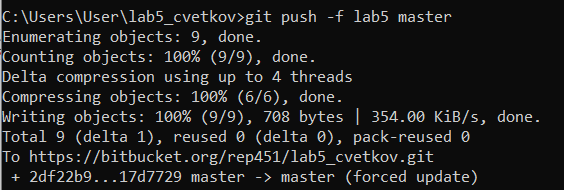 C:\Users\User\lab5_cvetkov>git push -f lab5 master
Enumerating objects: 9, done.
Counting objects: 100% (9/9), done.
Delta compression using up to 4 threads
Compressing objects: 100% (6/6), done.
Writing objects: 100% (9/9), 708 bytes | 354.00 KiB/s, done.
Total 9 (delta 1), reused 0 (delta 0), pack-reused 0
To https://bitbucket.org/rep451/lab5_cvetkov.git
 + 2df22b9...17d7729 master -> master (forced update)